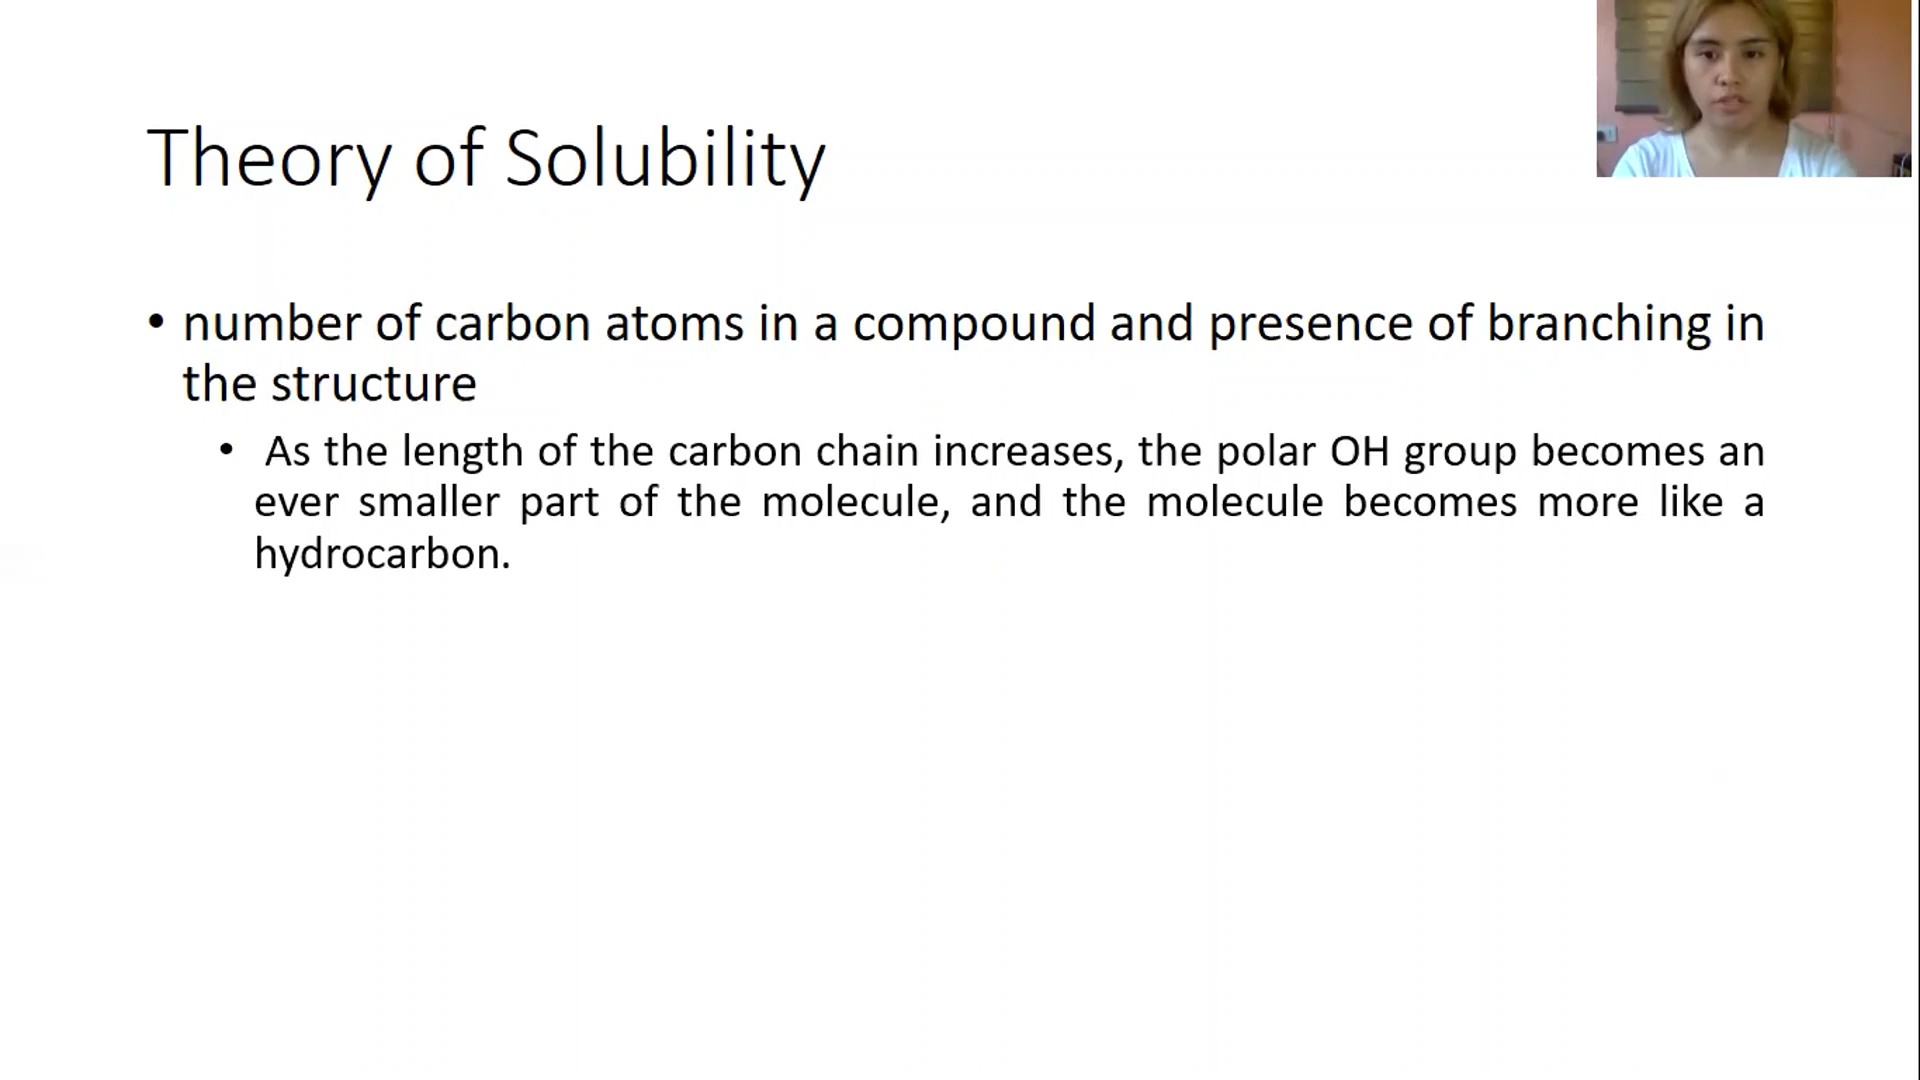 Theory of Solubility
• number of carbon atoms in a compound and presence of branching in
the structure
• As the length of the carbon chain increases, the polar OH group becomes an
ever smaller part of the molecule, and the molecule becomes more like a
hydrocarbon.